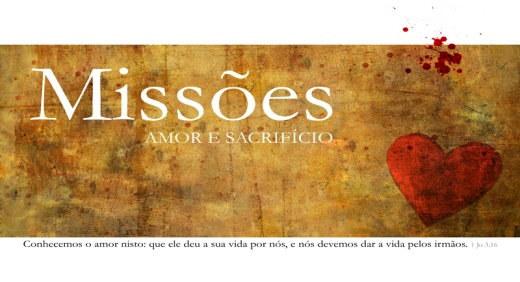 Missões
AMOR E SACRIFÍCIO
Conhecemos o amor nisto: que ele deu a sua vida por nós, e nós devemos dar a vida pelos irmãos. 1 Jo 3.16